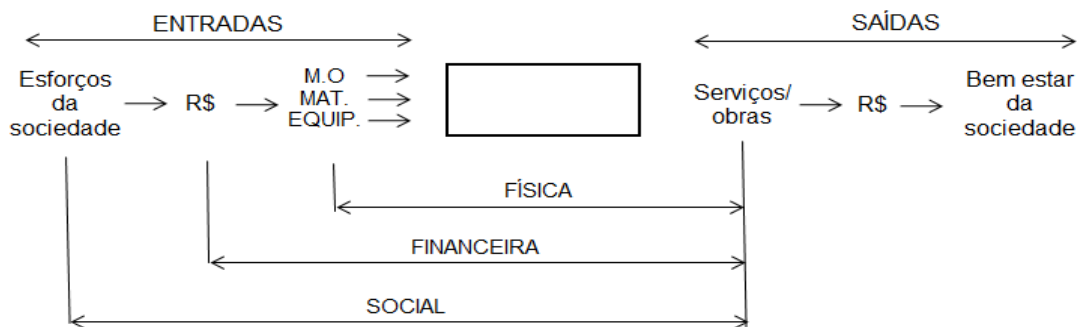 ENTRADAS
SAÍDAS
Esforços
da
sociedade
R$
M.O
MAT.
EQUIP.
Serviços/
obras
R$
Bem estar
da
sociedade
FÍSICA
FINANCEIRA
SOCIAL